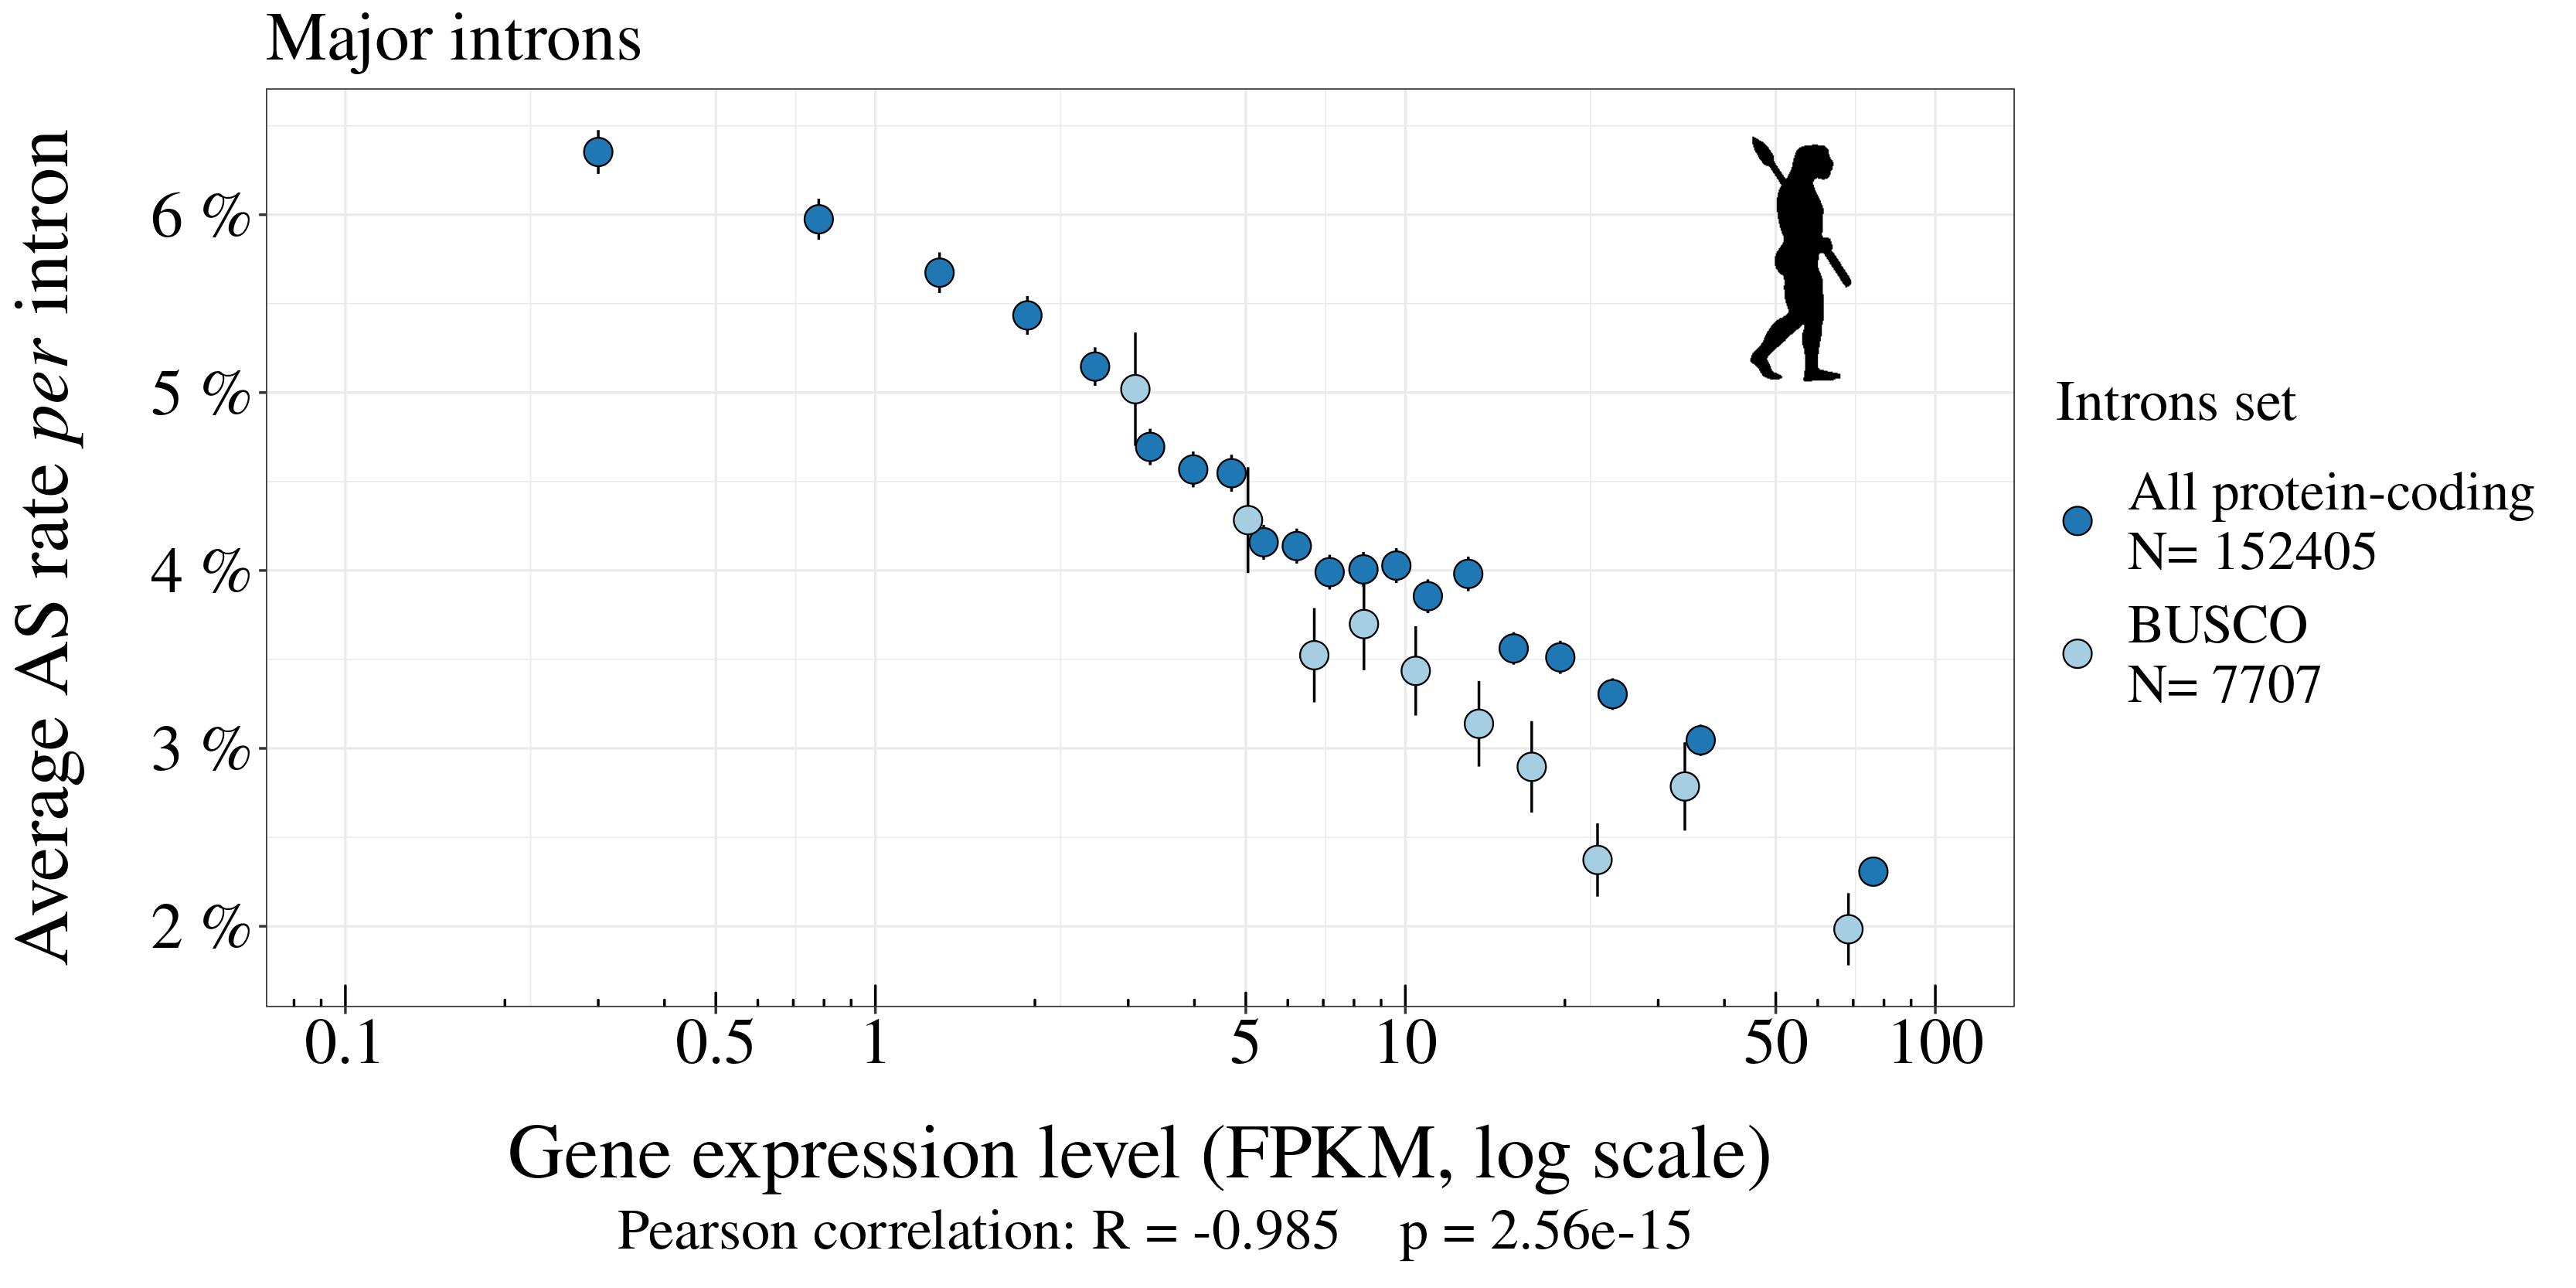 Major introns
Average AS rate per intron
6 %
5 %
4 %
3 %
2 %
0.1
0.5
1
5
10
50
100
Gene expression level (FPKM, log scale)
Pearson correlation: R = -0.985 p = 2.56e-15
Introns set
All protein-coding
N= 152405
BUSCO
N= 7707